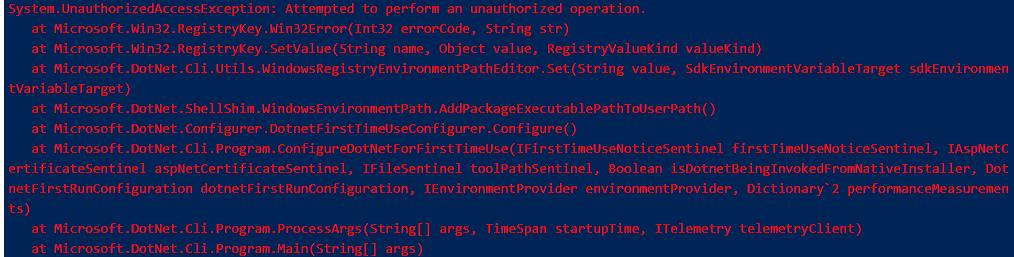 System.UnauthorizedAccessException: Attempted to perform an unauthorized operation.
   at Microsoft.Win32.RegistryKey.Win32Error(Int32 errorCode, String str)
   at Microsoft.Win32.RegistryKey.SetValue(String name, Object value, RegistryValueKind valueKind)
   at Microsoft.DotNet.Cli.Utils.WindowsRegistryEnvironmentPathEditor.Set(String value, SdkEnvironmentVariableTarget sdkEnvironmen
tVariableTarget)
   at Microsoft.DotNet.ShellShim.WindowsEnvironmentPath.AddPackageExecutablePathToUserPath()
   at Microsoft.DotNet.Configurer.DotnetFirstTimeUseConfigurer.Configure()
   at Microsoft.DotNet.Cli.Program.ConfigureDotNetForFirstTimeUse(IFirstTimeUseNoticeSentinel firstTimeUseNoticeSentinel, IAspNetC
ertificateSentinel aspNetCertificateSentinel, IFileSentinel toolPathSentinel, Boolean isDotnetBeingInvokedFromNativeInstaller, Dot
netFirstRunConfiguration dotnetFirstRunConfiguration, IEnvironmentProvider environmentProvider, Dictionary`2 performanceMeasuremen
ts)
   at Microsoft.DotNet.Cli.Program.ProcessArgs(String[] args, TimeSpan startupTime, ITelemetry telemetryClient)
   at Microsoft.DotNet.Cli.Program.Main(String[] args)